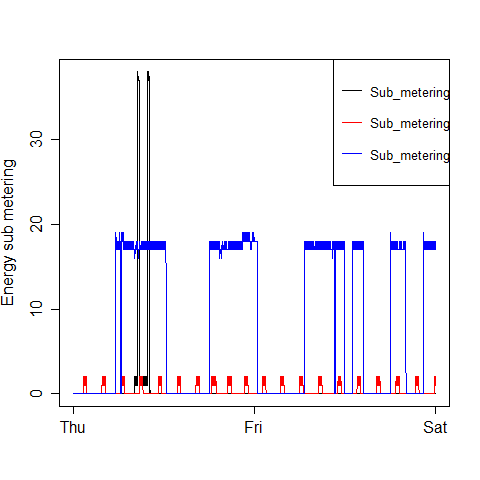 Energy sub metering
30
20
10
0
Thu
Fri
Sat
Sub_metering
Sub_metering
Sub_metering